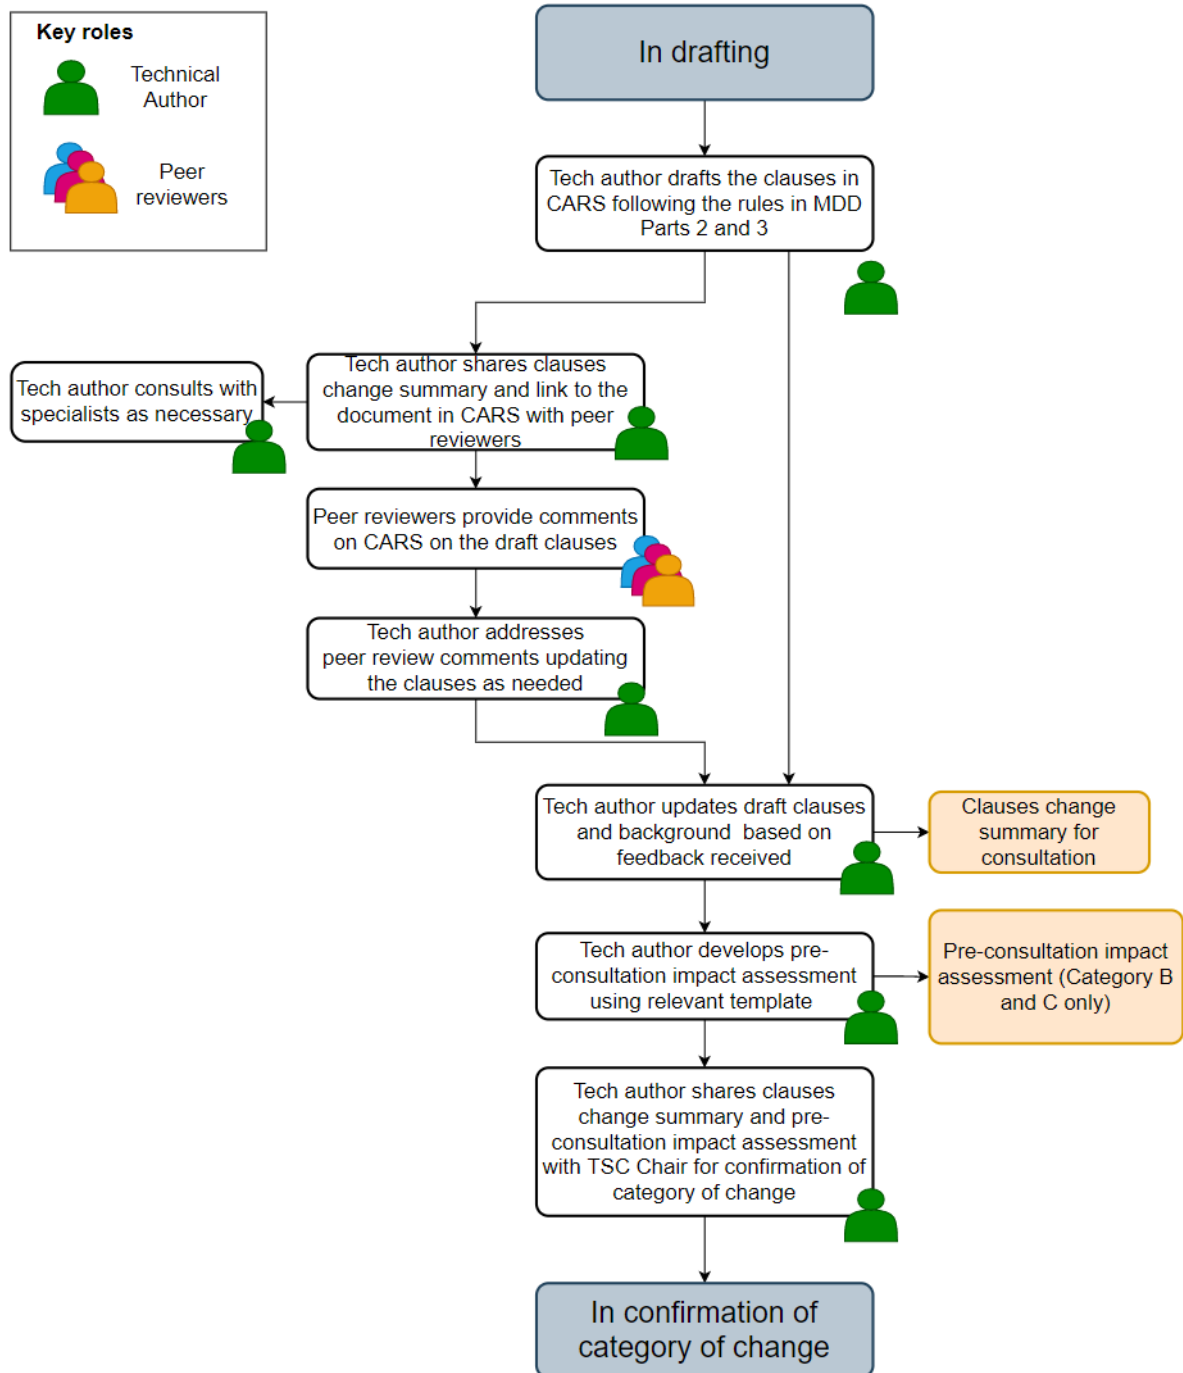 Key roles
Technical
Author
Peer
reviewers
In drafting
Tech author drafts the clauses in
CARS following the rules in MDD
Parts 2 and 3
Tech author shares clauses
change summary and link to the
document in CARS with peer
reviewers
Tech author consults with
specialists as necessary
Peer reviewers provide comments
on CARS on the draft clauses
Tech author addresses
peer review comments updating
the clauses as needed
Tech author updates draft clauses
and background based on
feedback received
Clauses change
summary for
consultation
Tech author develops pre-
consultation impact assessment
using relevant template
Pre-consultation impact
assessment (Category B
and C only)
Tech author shares clauses
change summary and pre-
consultation impact assessment
with TSC Chair for confirmation of
category of change
In confirmation of
category of change